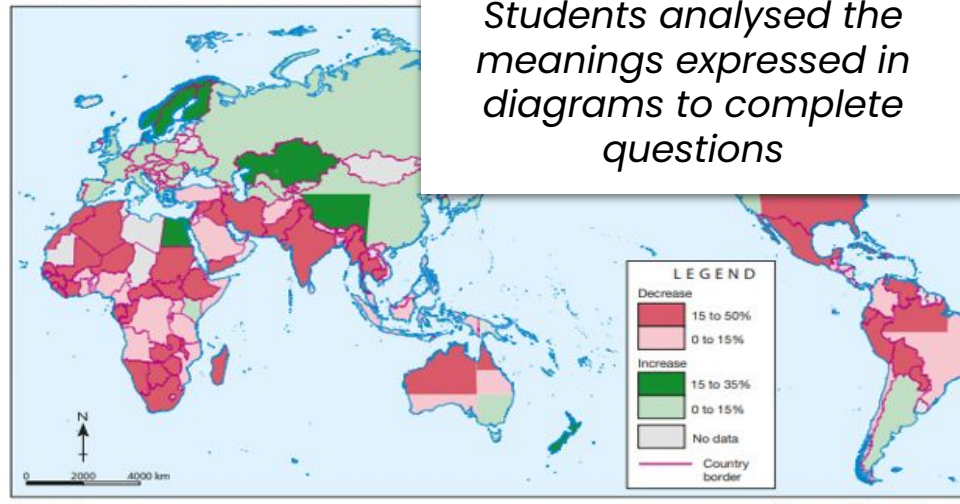 Students analysed the
meanings expressed in
diagrams to complete
questions
LEGEND
Decrease
15 to 50%
0 to 15%
Increase
15 to 35%
0 to 15%
No data
Country
border
N
0 2000 4000 km